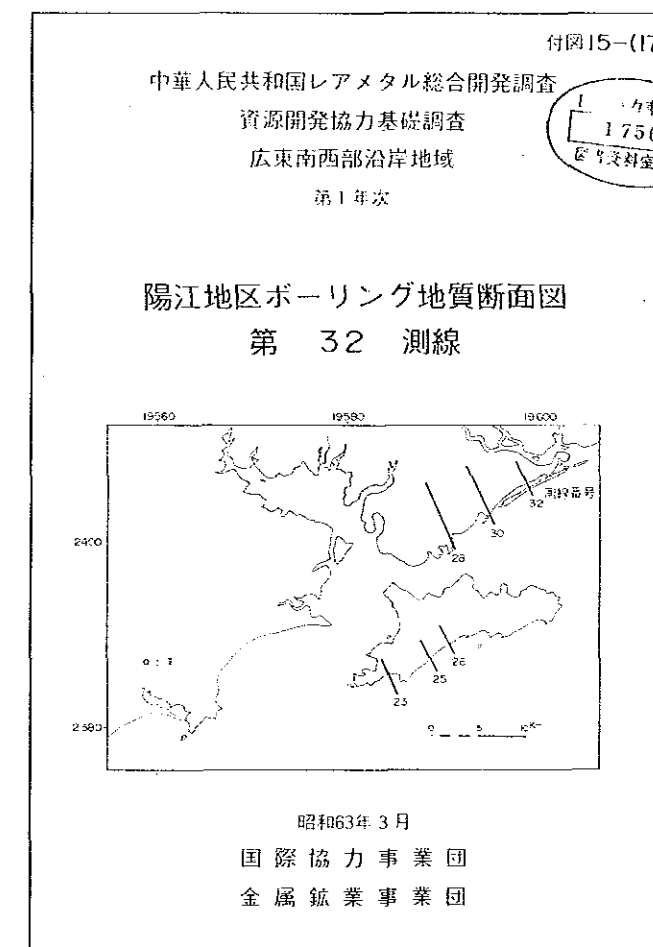 付図15-(17
中華人民共和国レアメタル総合開発調査
資源開発協力基礎調査
1756
広東南西部沿岸地域
第1年次
陽江地区ボーリング地質断面図
第 32 測線
19560 19580 19600
測線番号
32
30
2400
28
26
25
23
0 5 10
昭和63年3月
国際協力事業団
金属鉱業事業団